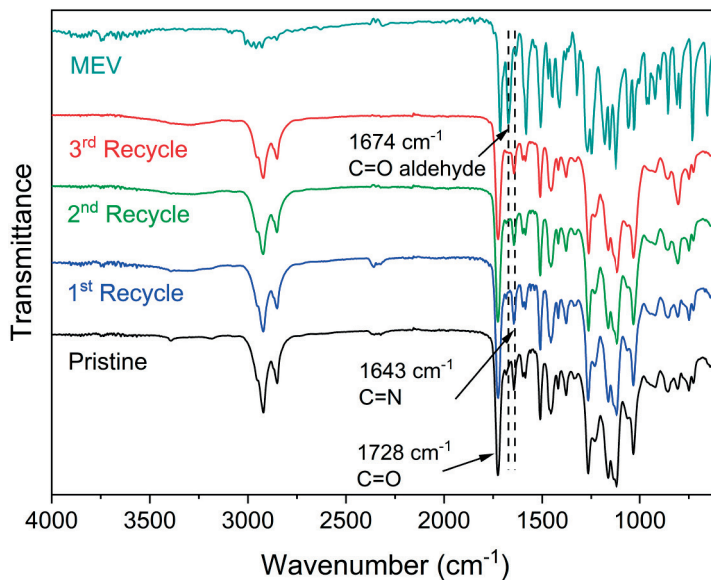 MEV
1674 cm⁻¹
C=O aldehyde
3ʳᵈ Recycle
2ⁿᵈ Recycle
1ˢᵗ Recycle
Pristine
1643 cm⁻¹
C=N
1728 cm⁻¹
C=O
Transmittance
4000 3500 3000 2500 2000 1500 1000
Wavenumber (cm⁻¹)